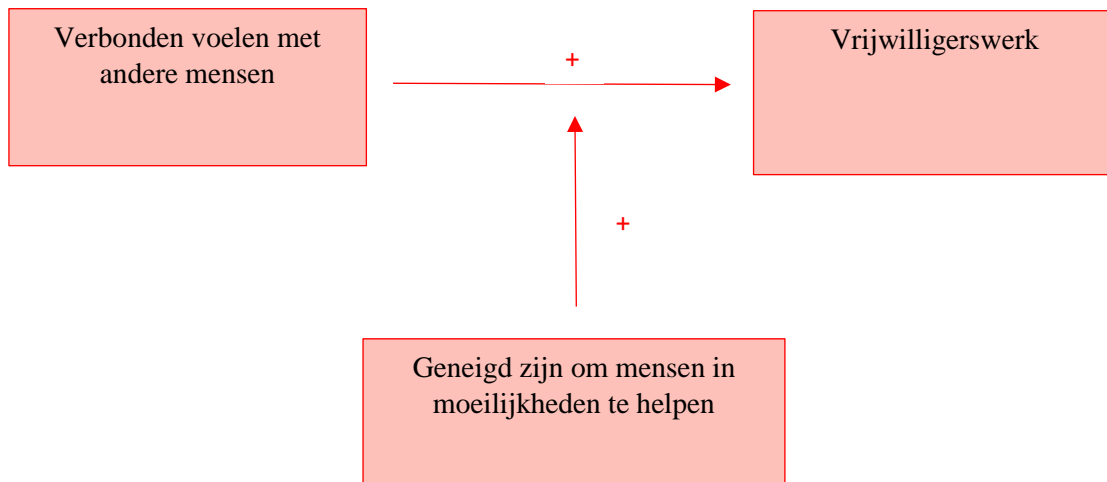 Verbonden voelen met
andere mensen
+
Vrijwilligerswerk
+
Geneigd zijn om mensen in
moeilijkheden te helpen